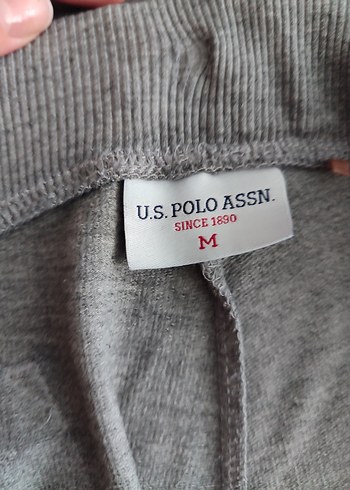 U.S. POLO ASSN.
SINCE 1890
M